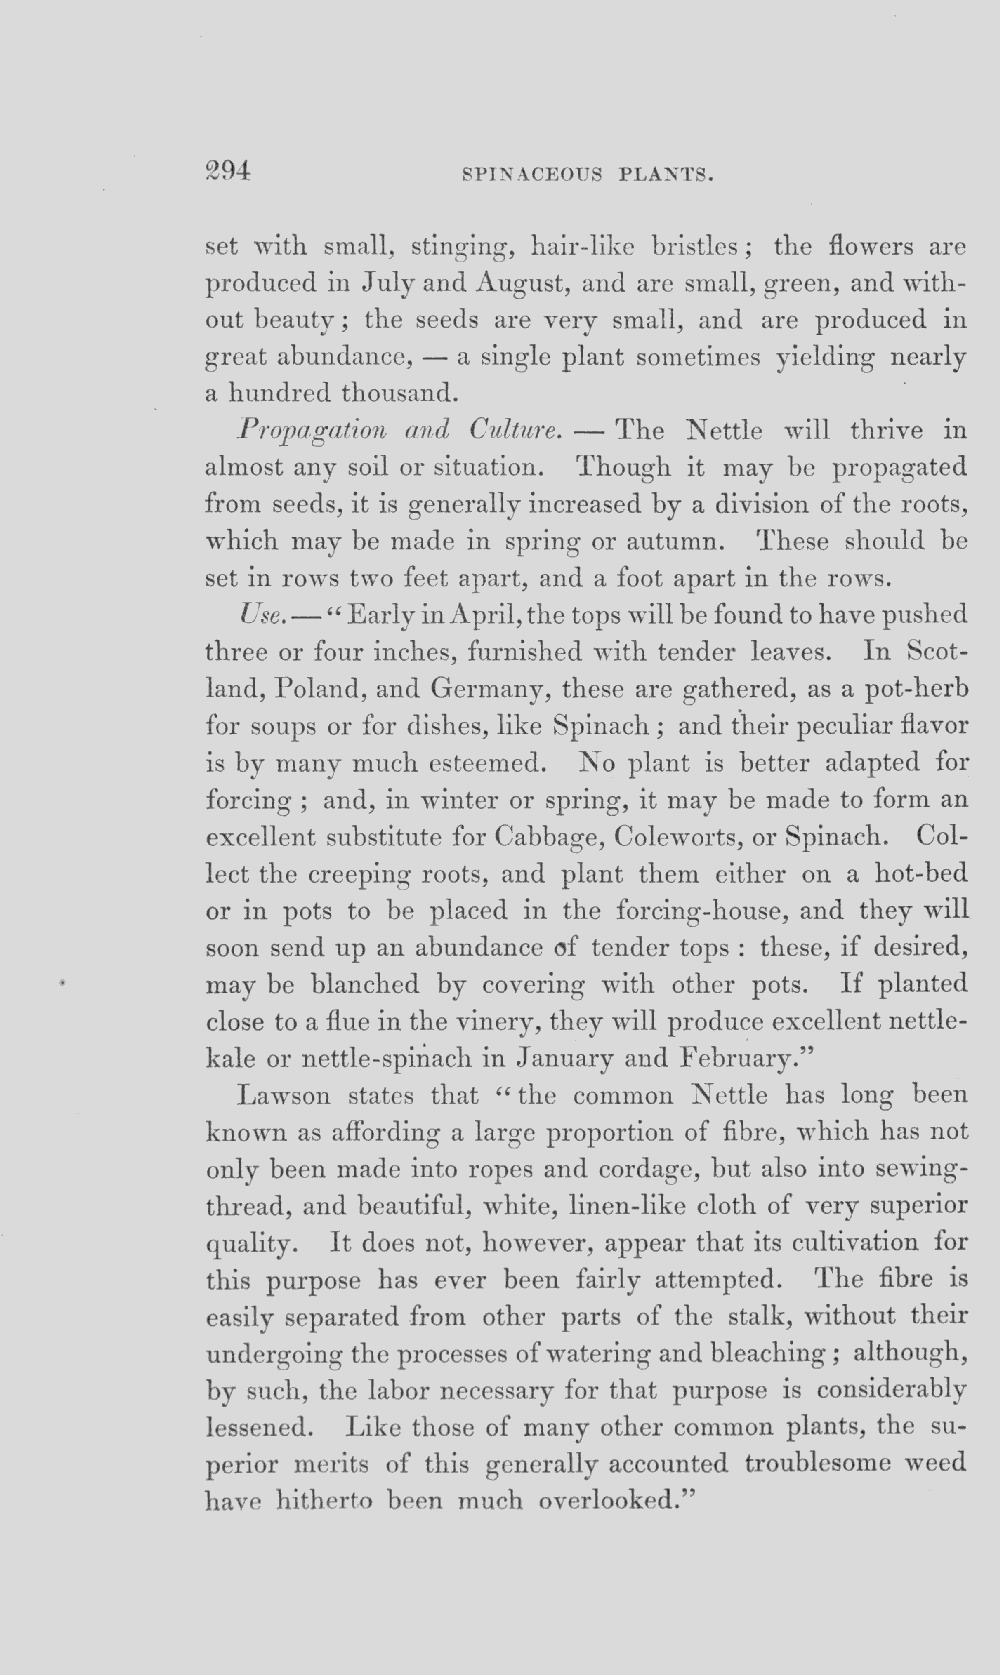 294 SPINACEOUS PLANTS.
set with small, stinging, hair-like bristles; the flowers are
produced in July and August, and are small, green, and with-
out beauty; the seeds are very small, and are produced in
great abundance, — a single plant sometimes yielding nearly
a hundred thousand.
Propagation and Culture. — The Nettle will thrive in
almost any soil or situation. Though it may be propagated
from seeds, it is generally increased by a division of the roots,
which may be made in spring or autumn. These should be
set in rows two feet apart, and a foot apart in the rows.
Use. — “Early in April, the tops will be found to have pushed
three or four inches, furnished with tender leaves. In Scot-
land, Poland, and Germany, these are gathered, as a pot-herb
for soups or for dishes, like Spinach; and their peculiar flavor
is by many much esteemed. No plant is better adapted for
forcing; and, in winter or spring, it may be made to form an
excellent substitute for Cabbage, Coleworts, or Spinach. Col-
lect the creeping roots, and plant them either on a hot-bed
or in pots to be placed in the forcing-house, and they will
soon send up an abundance of tender tops: these, if desired,
may be blanched by covering with other pots. If planted
close to a flue in the vinery, they will produce excellent nettle-
kale or nettle-spinach in January and February.”
Lawson states that “the common Nettle has long been
known as affording a large proportion of fibre, which has not
only been made into ropes and cordage, but also into sewing-
thread, and beautiful, white, linen-like cloth of very superior
quality. It does not, however, appear that its cultivation for
this purpose has ever been fairly attempted. The fibre is
easily separated from other parts of the stalk, without their
undergoing the processes of watering and bleaching; although,
by such, the labor necessary for that purpose is considerably
lessened. Like those of many other common plants, the su-
perior merits of this generally accounted troublesome weed
have hitherto been much overlooked.”